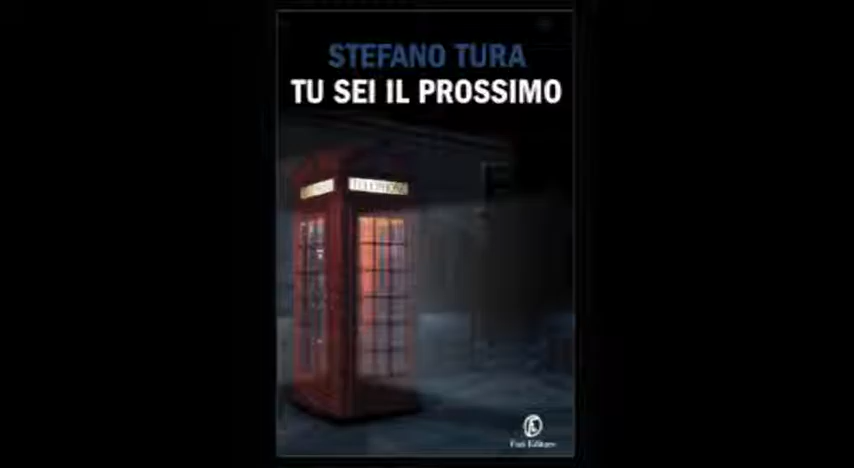 STEFANO TURA
TU SEI IL PROSSIMO
TELEPHONE
Fazi Editore